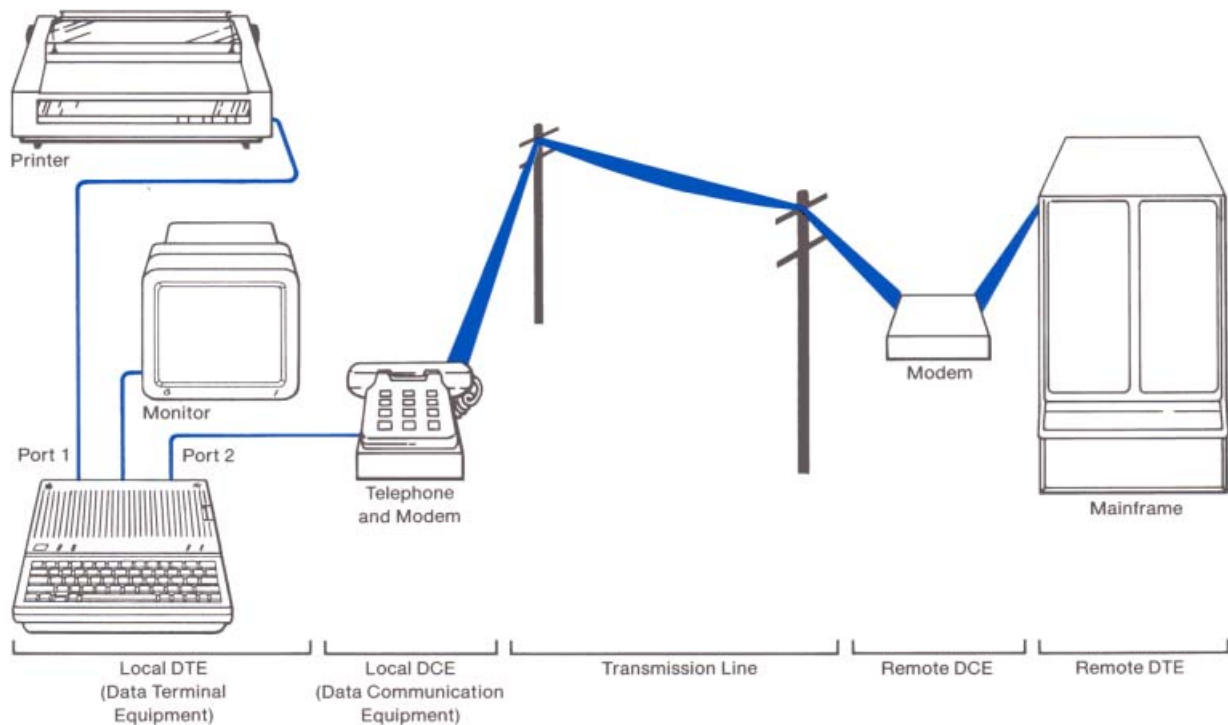 Printer
Monitor
Port 1
Port 2
Telephone
and Modem
Modem
Mainframe
Local DTE
(Data Terminal
Equipment)
Local DCE
(Data Communication
Equipment)
Transmission Line
Remote DCE
Remote DTE